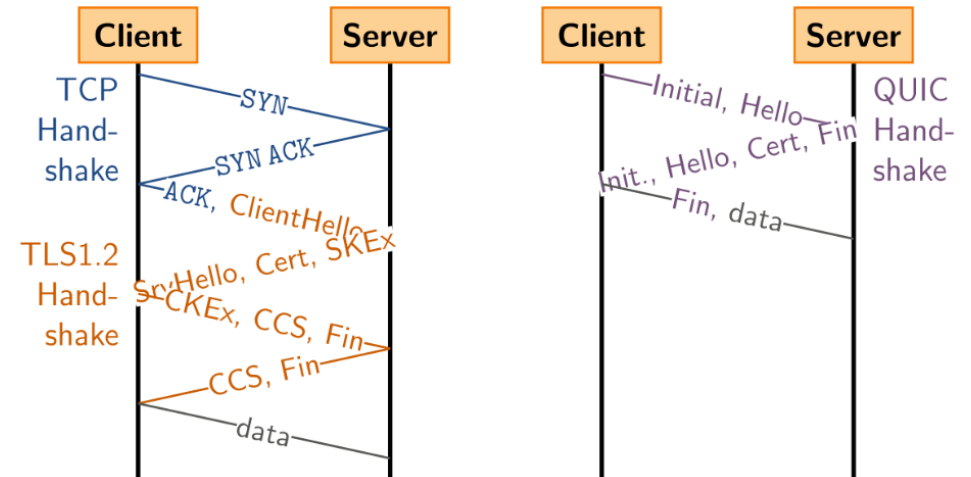 Client
Server
TCP
Hand-
shake
SYN
SYN ACK
ACK, ClientHello
TLS1.2
Hand-
shake
SrvHello, Cert, SKEx
CKEx, CCS, Fin
CCS, Fin
data
Client
Server
QUIC
Hand-
shake
Initial, Hello
Init., Hello, Cert, Fin
Fin, data